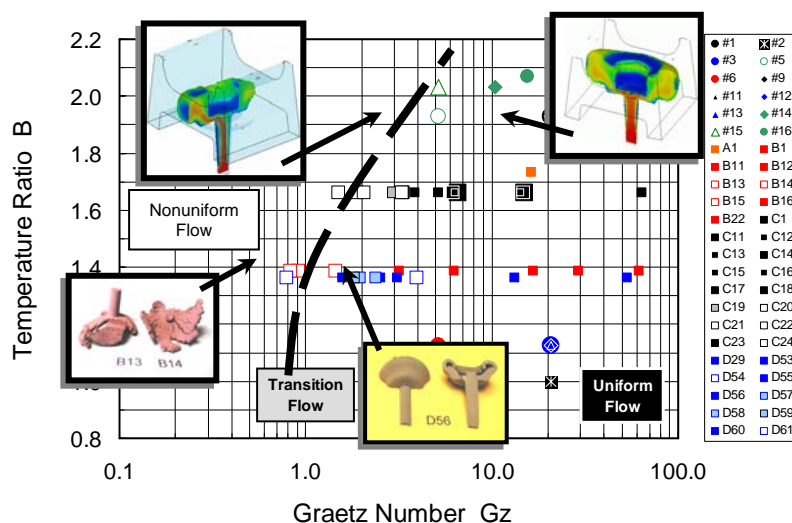 Temperature Ratio B
2.2
2.0
1.8
1.6
1.4
0.8
0.1
1.0
10.0
100.0
Graetz Number Gz
Nonuniform
Flow
Transition
Flow
Uniform
Flow
B13 B14
D56
#1 #2
#3 #5
#6 #9
#11 #12
#13 #14
#15 #16
A1 B1
B11 B12
B13 B14
B15 B16
B22 C1
C11 C12
C13 C14
C15 C16
C17 C18
C19 C20
C21 C22
C23 C24
D29 D53
D54 D55
D56 D57
D58 D59
D60 D61